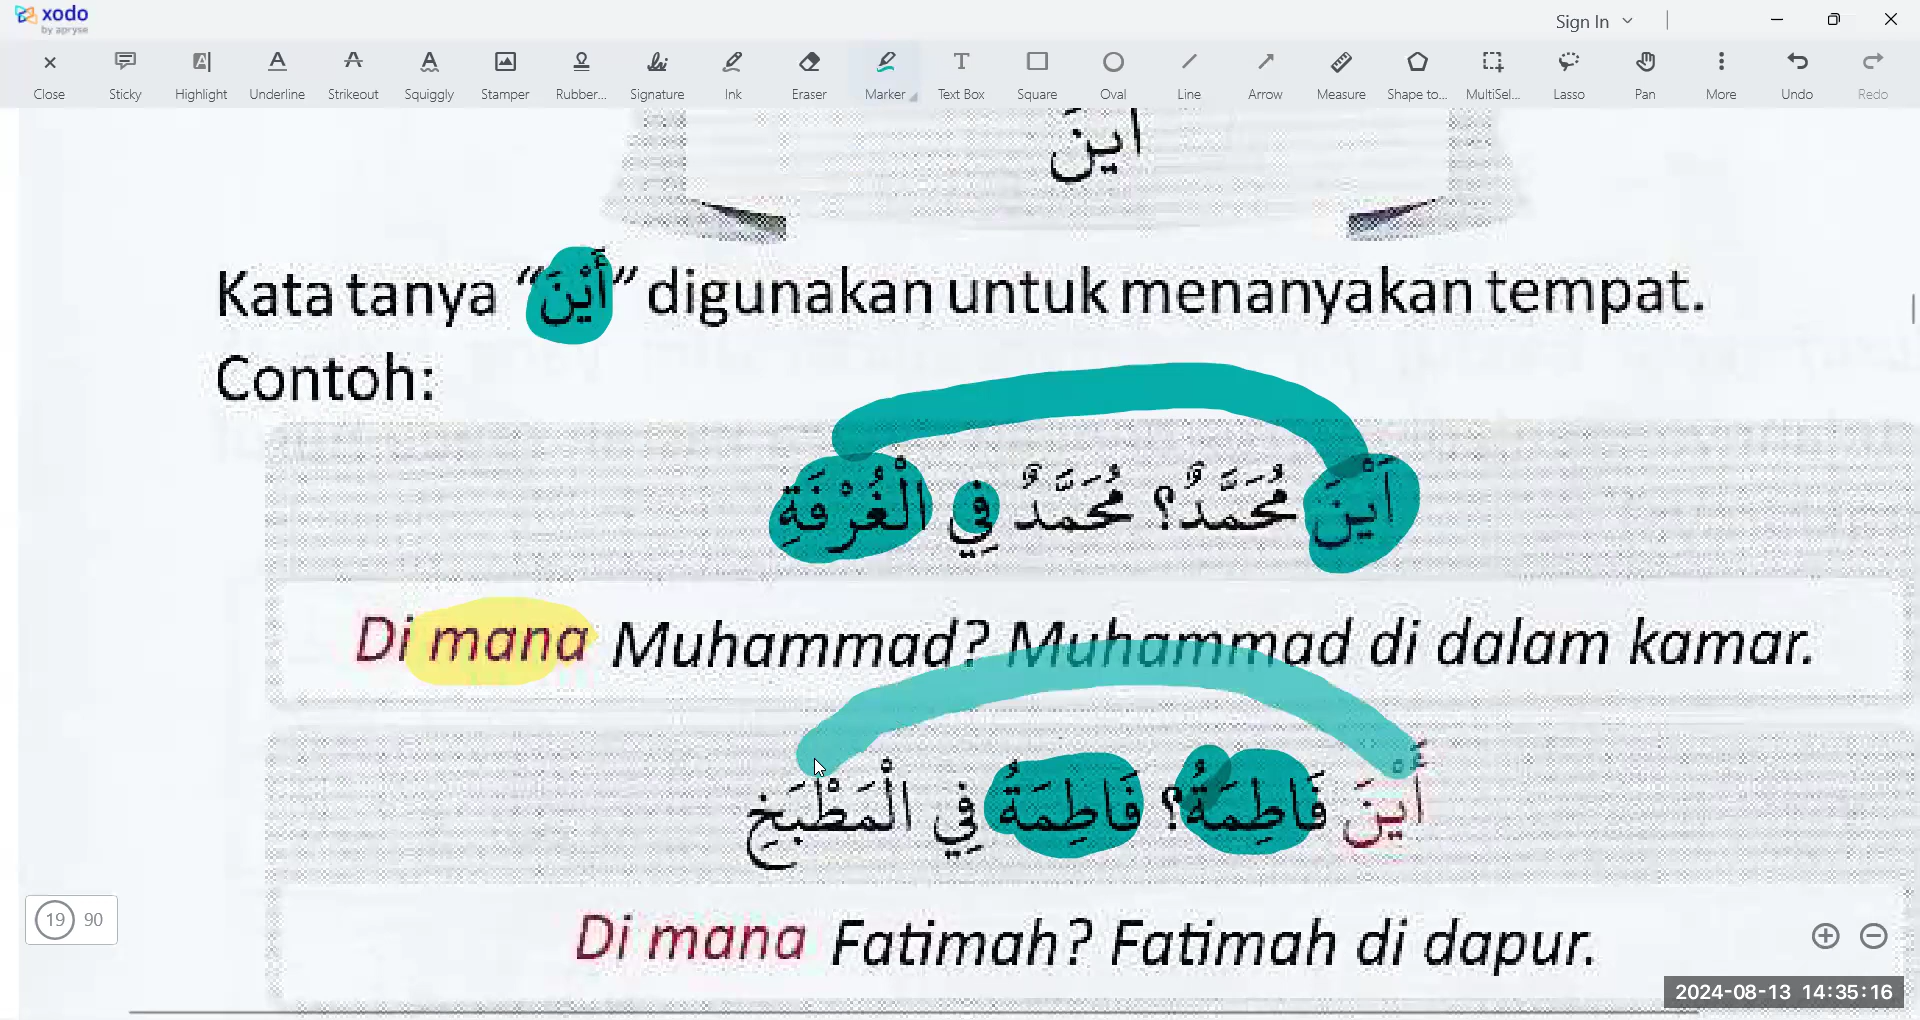 xodo
by apryse
Sign In
Close Sticky Highlight Underline Strikeout Squiggly Stamper Rubber... Signature Ink Eraser Marker Text Box Square Oval Line Arrow Measure Shape to... MultiSel... Lasso Pan More Undo Redo
أَيْنَ
Kata tanya “أَيْنَ” digunakan untuk menanyakan tempat.
Contoh:
أَيْنَ مُحَمَّدٌ؟ مُحَمَّدٌ فِي الْغُرْفَةِ
Di mana Muhammad? Muhammad di dalam kamar.
أَيْنَ فَاطِمَةُ؟ فَاطِمَةُ فِي الْمَطْبَخِ
Di mana Fatimah? Fatimah di dapur.
19 90
2024-08-13 14:35:16